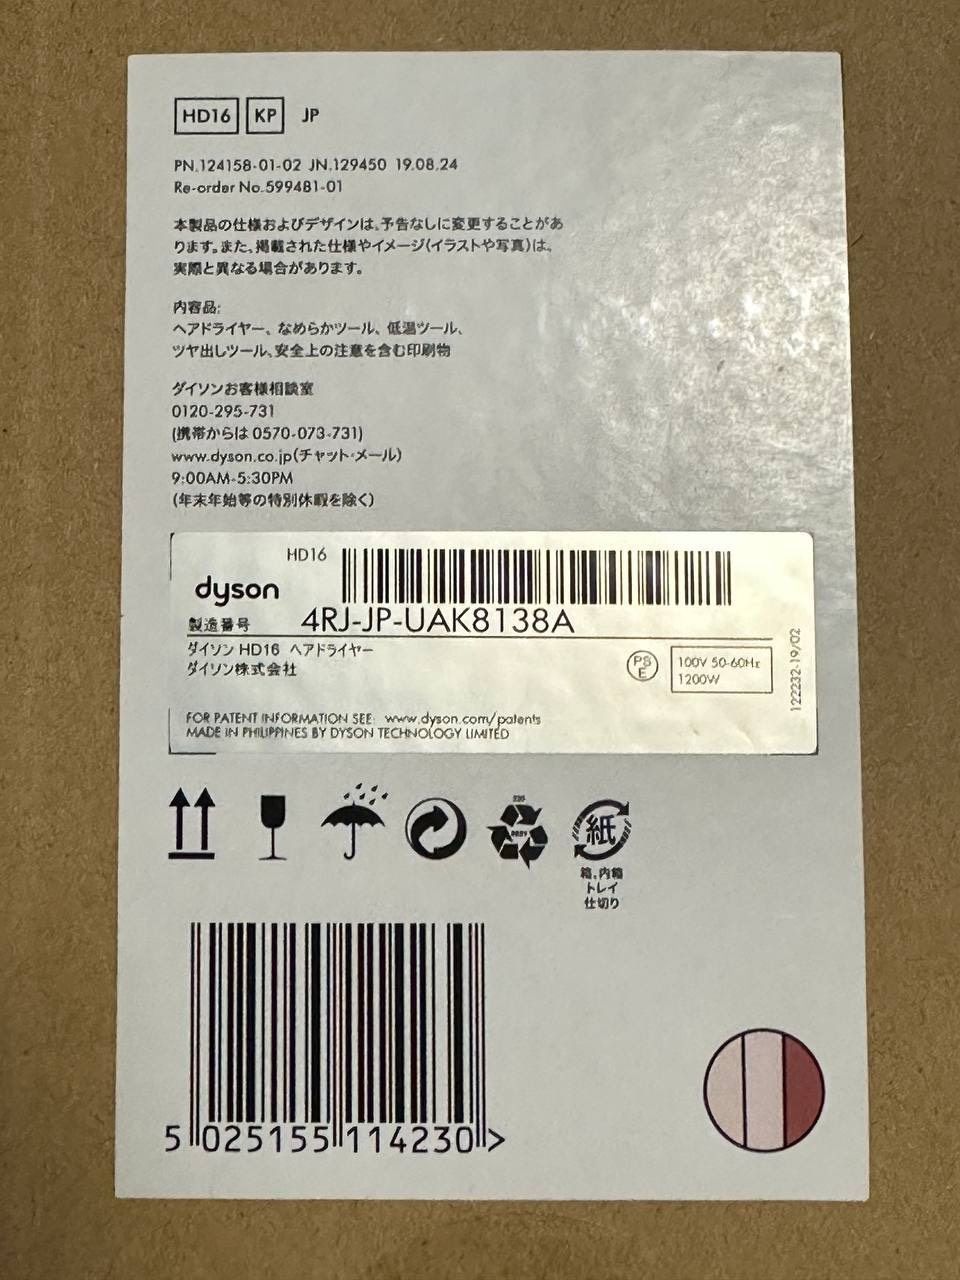 HD16 KP JP
PN.124158-01-02 JN.129450 19.08.24
Re-order No.599481-01
本製品の仕様およびデザインは、予告なしに変更することがあ
ります。また、掲載された仕様やイメージ(イラストや写真)は、
実際と異なる場合があります。
内容品:
ヘアドライヤー、なめらかツール、低温ツール、
ツヤ出しツール、安全上の注意を含む印刷物
ダイソンお客様相談室
0120-295-731
(携帯からは 0570-073-731)
www.dyson.co.jp(チャット・メール)
9:00AM-5:30PM
(年末年始等の特別休暇を除く)
HD16
dyson
製造番号 4RJ-JP-UAK8138A
ダイソン HD16 ヘアドライヤー
ダイソン株式会社
PS
E
100V 50-60Hz
1200W
122232-19/02
FOR PATENT INFORMATION SEE: www.dyson.com/patents
MADE IN PHILIPPINES BY DYSON TECHNOLOGY LIMITED
紙
箱、内箱
トレイ
仕切り
5 025155 114230 >